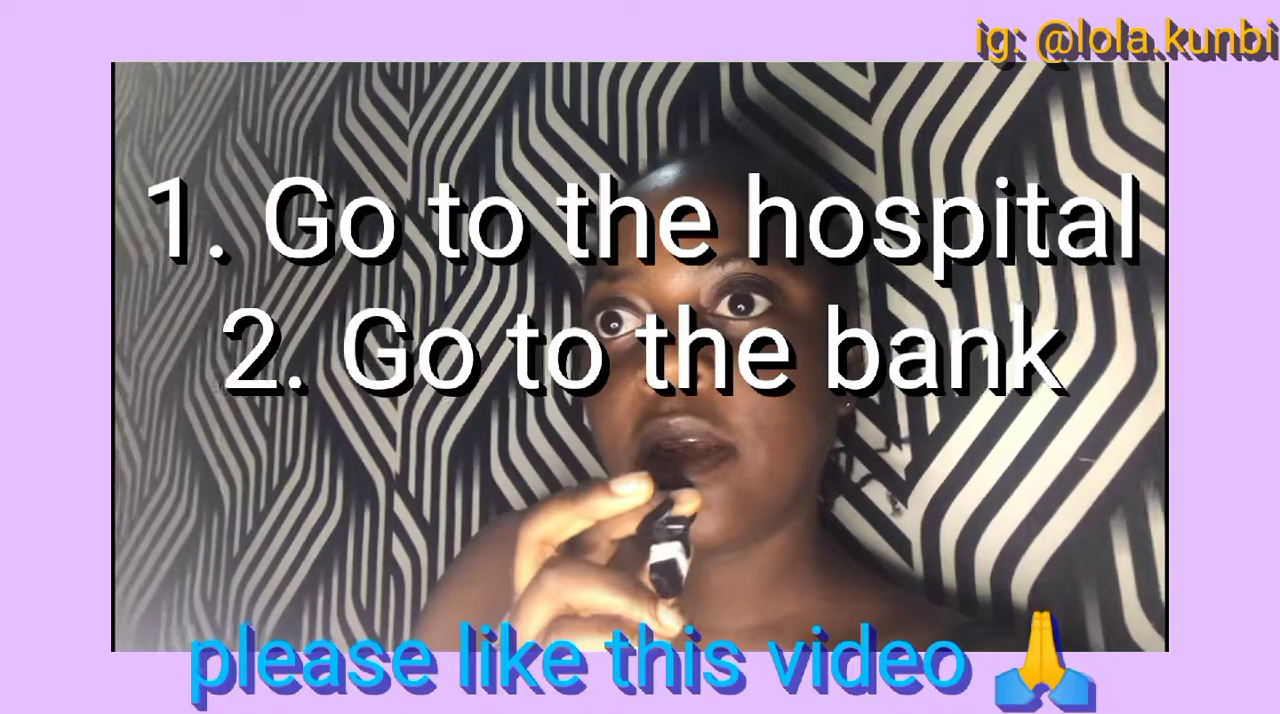 ig: @lola.kunbi
1. Go to the hospital
2. Go to the bank
please like this video 🙏